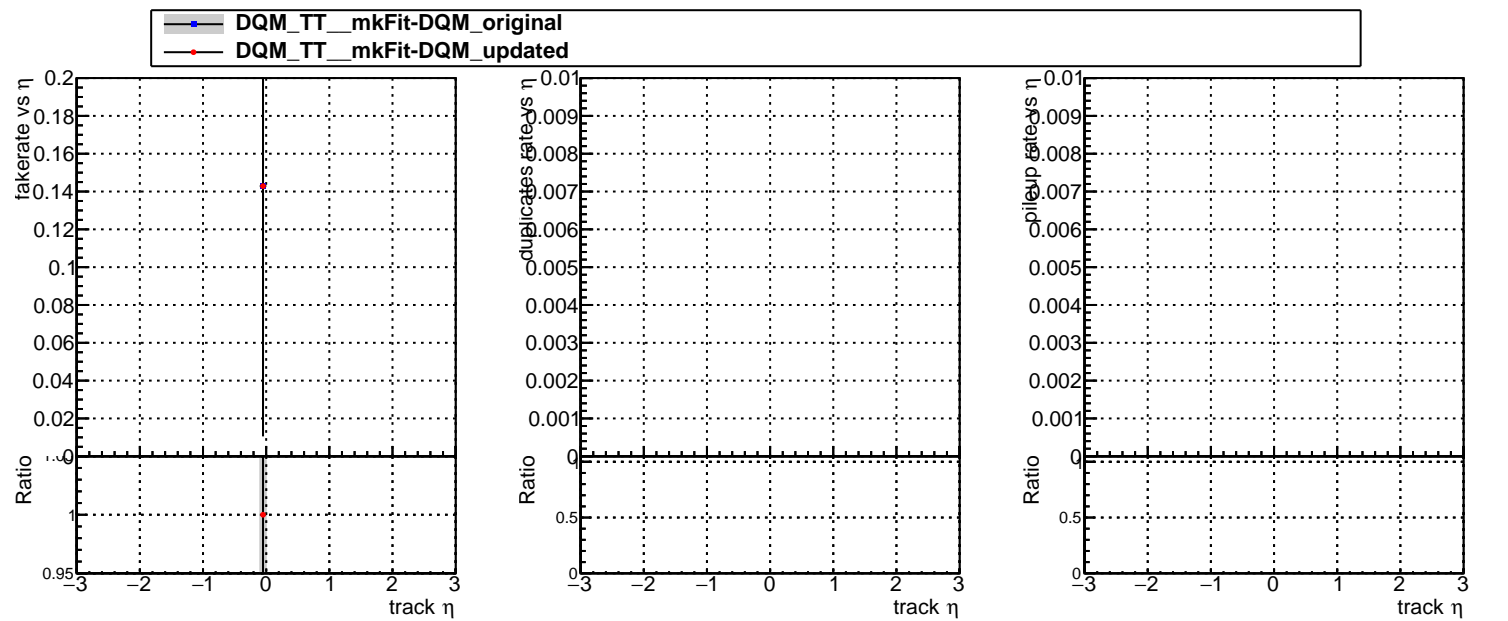 DQM_TT__mkFit-DQM_original
DQM_TT__mkFit-DQM_updated
fakerate vs η
0.2
0.18
0.16
0.14
0.12
0.1
0.08
0.06
0.04
0.02
0
Ratio
1
0.95
−3 −2 −1 0 1 2 3
track η
duplicates rate vs η
0.01
0.009
0.008
0.007
0.006
0.005
0.004
0.003
0.002
0.001
0
Ratio
0.5
0
−3 −2 −1 0 1 2 3
track η
pileup rate vs η
0.01
0.009
0.008
0.007
0.006
0.005
0.004
0.003
0.002
0.001
0
Ratio
0.5
0
−3 −2 −1 0 1 2 3
track η